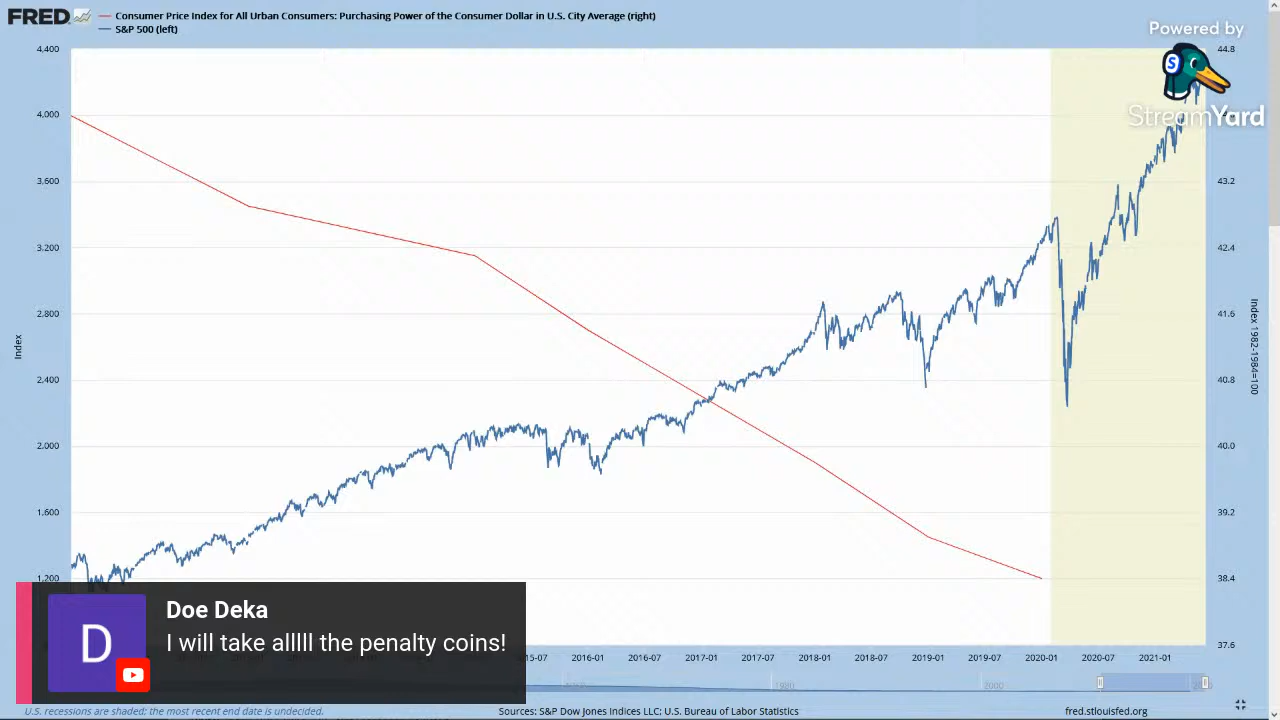 FRED
Consumer Price Index for All Urban Consumers: Purchasing Power of the Consumer Dollar in U.S. City Average (right)
S&P 500 (left)
Powered by
S
StreamYard
4,400
4,000
3,600
3,200
2,800
2,400
2,000
1,600
1,200
Index
44.8
43.2
42.4
41.6
40.8
40.0
39.2
38.4
37.6
Index 1982-1984=100
2015-07
2016-01
2016-07
2017-01
2017-07
2018-01
2018-07
2019-01
2019-07
2020-01
2020-07
2021-01
1980
2000
D
Doe Deka
I will take alllll the penalty coins!
U.S. recessions are shaded; the most recent end date is undecided.
Sources: S&P Dow Jones Indices LLC; U.S. Bureau of Labor Statistics
fred.stlouisfed.org